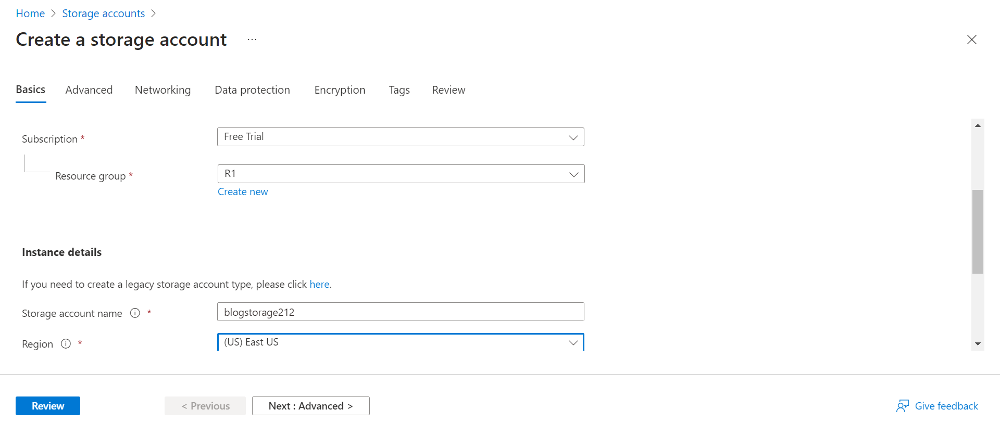 Home > Storage accounts >
Create a storage account ...
Basics Advanced Networking Data protection Encryption Tags Review
Subscription * Free Trial
Resource group * R1
Create new
Instance details
If you need to create a legacy storage account type, please click here.
Storage account name * blogstorage212
Region * (US) East US
Review < Previous Next : Advanced > Give feedback